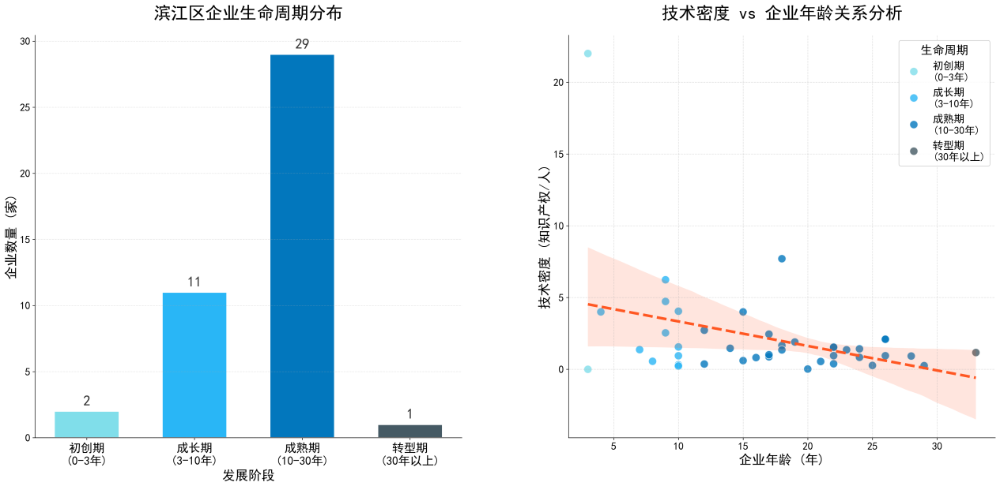 滨江区企业生命周期分布
企业数量（家）
30
25
20
15
10
5
0
2
11
29
1
初创期
(0-3年)
成长期
(3-10年)
成熟期
(10-30年)
转型期
(30年以上)
发展阶段
技术密度 vs 企业年龄关系分析
技术密度（知识产权/人）
20
15
10
5
0
生命周期
初创期
(0-3年)
成长期
(3-10年)
成熟期
(10-30年)
转型期
(30年以上)
5
10
15
20
25
30
企业年龄（年）